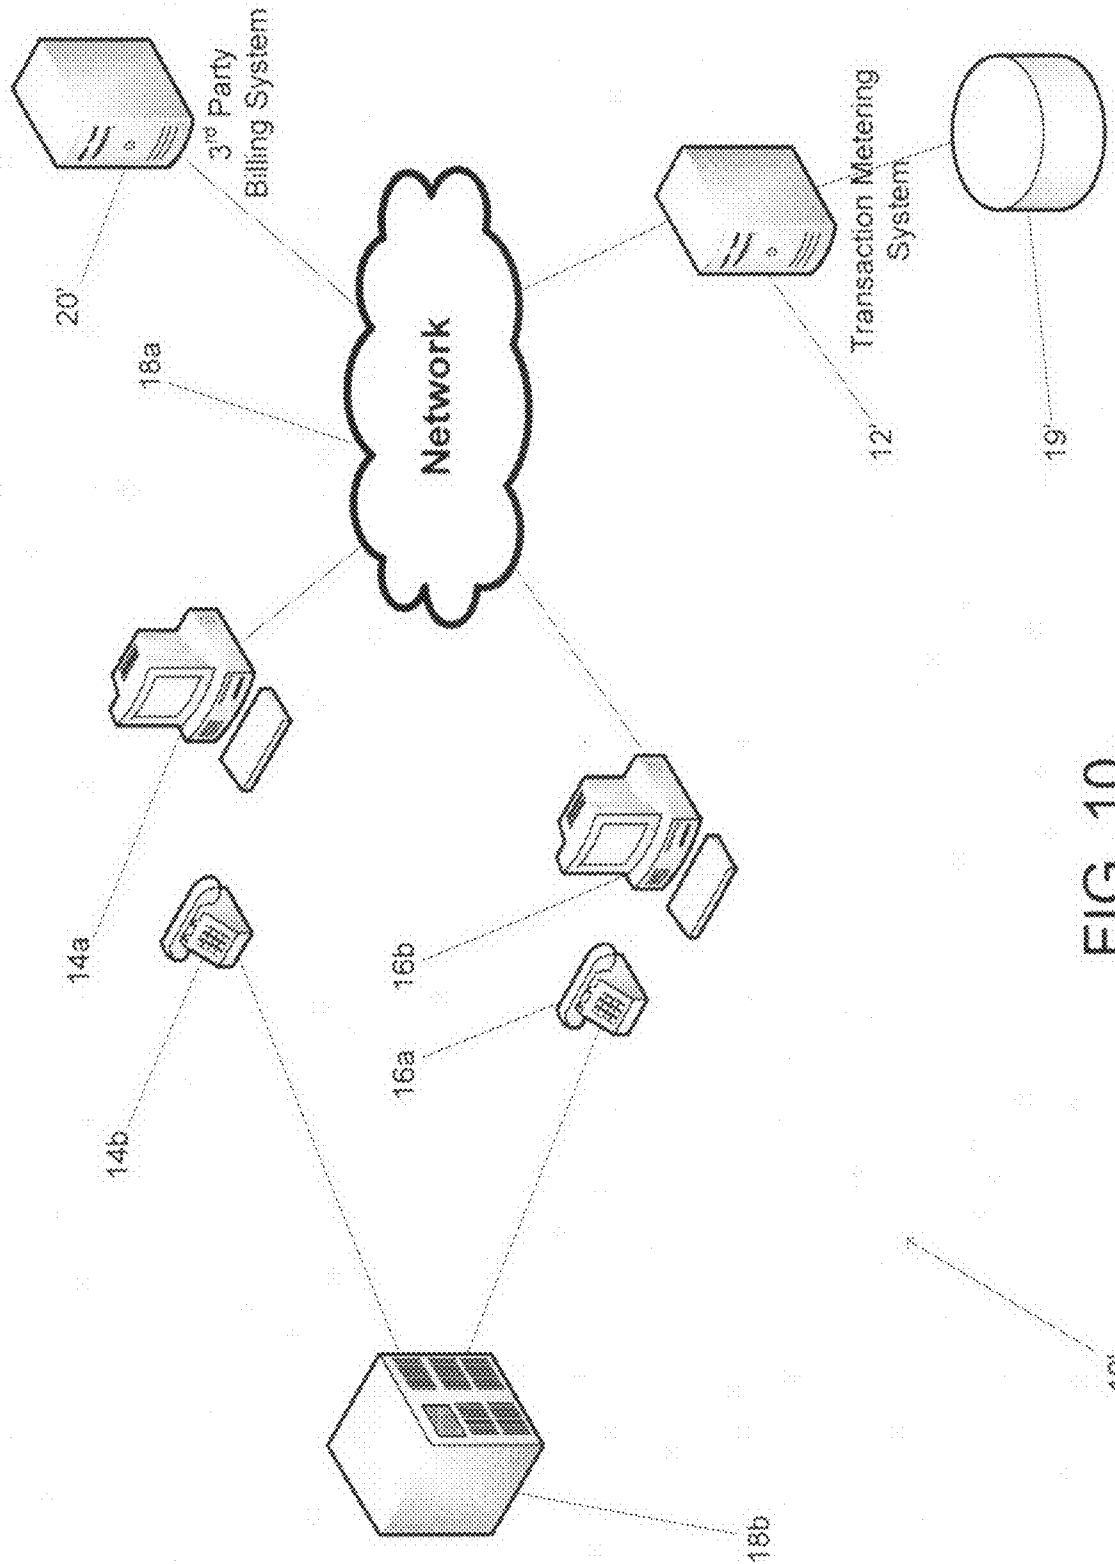 20'
14a
14b
18a
3rd Party
Billing System
16a
16b
Network
18b
Transaction Metering
System
12'
19'
FIG. 10